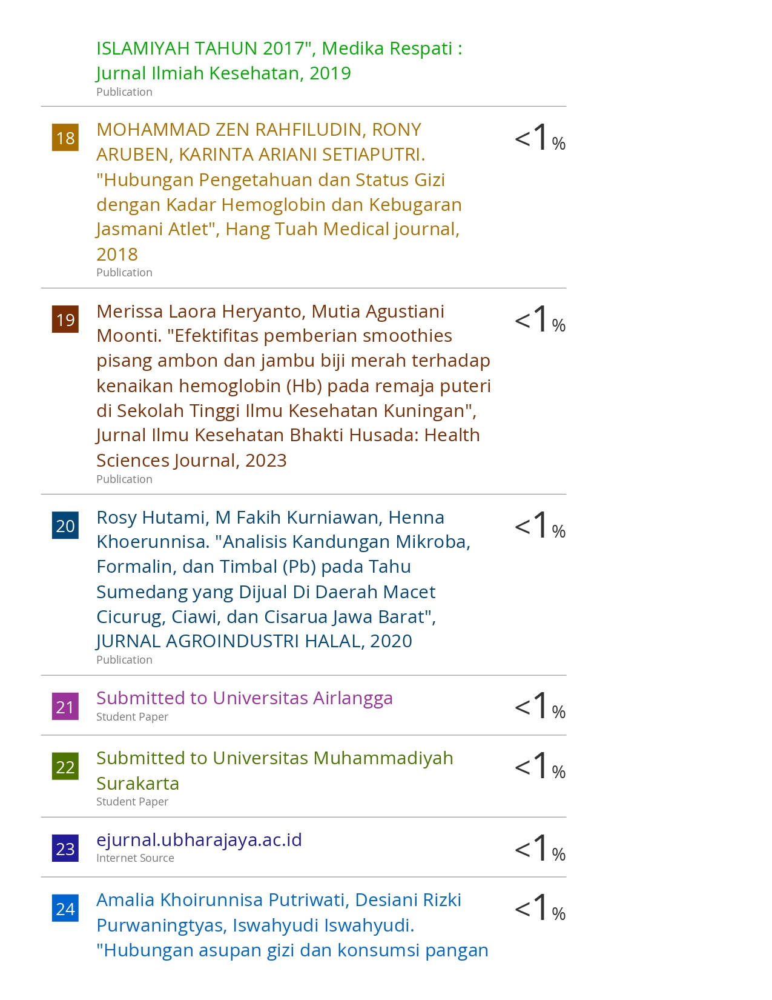 ISLAMIYAH TAHUN 2017", Medika Respati :
Jurnal Ilmiah Kesehatan, 2019
Publication
18 MOHAMMAD ZEN RAHFILUDIN, RONY <1%
ARUBEN, KARINTA ARIANI SETIAPUTRI.
"Hubungan Pengetahuan dan Status Gizi
dengan Kadar Hemoglobin dan Kebugaran
Jasmani Atlet", Hang Tuah Medical journal,
2018
Publication
19 Merissa Laora Heryanto, Mutia Agustiani <1%
Moonti. "Efektifitas pemberian smoothies
pisang ambon dan jambu biji merah terhadap
kenaikan hemoglobin (Hb) pada remaja puteri
di Sekolah Tinggi Ilmu Kesehatan Kuningan",
Jurnal Ilmu Kesehatan Bhakti Husada: Health
Sciences Journal, 2023
Publication
20 Rosy Hutami, M Fakih Kurniawan, Henna <1%
Khoerunnisa. "Analisis Kandungan Mikroba,
Formalin, dan Timbal (Pb) pada Tahu
Sumedang yang Dijual Di Daerah Macet
Cicurug, Ciawi, dan Cisarua Jawa Barat",
JURNAL AGROINDUSTRI HALAL, 2020
Publication
21 Submitted to Universitas Airlangga <1%
Student Paper
22 Submitted to Universitas Muhammadiyah <1%
Surakarta
Student Paper
23 ejurnal.ubharajaya.ac.id <1%
Internet Source
24 Amalia Khoirunnisa Putriwati, Desiani Rizki <1%
Purwaningtyas, Iswahyudi Iswahyudi.
"Hubungan asupan gizi dan konsumsi pangan